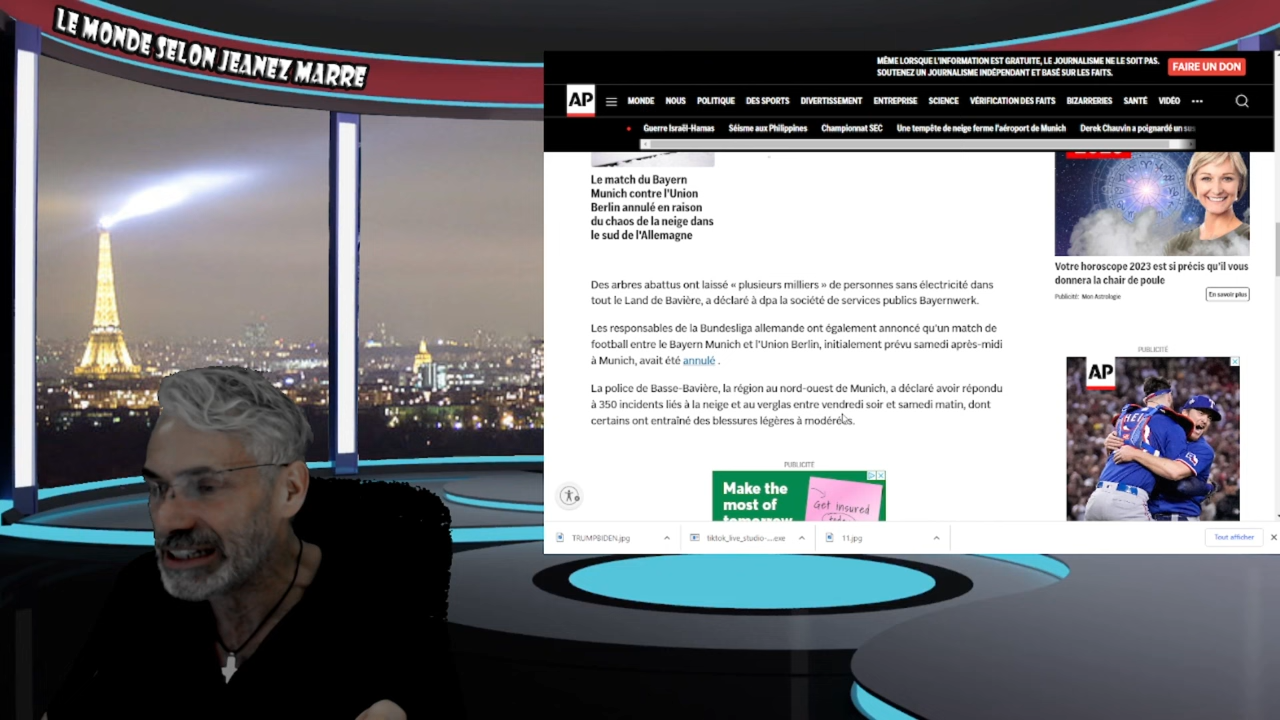 LE MONDE SELON JEANEZ MARRE
MÊME LORSQUE L'INFORMATION EST GRATUITE, LE JOURNALISME NE LE SOIT PAS.
SOUTENEZ UN JOURNALISME INDÉPENDANT ET BASÉ SUR LES FAITS.
FAIRE UN DON
AP
MONDE NOUS POLITIQUE DES SPORTS DIVERTISSEMENT ENTREPRISE SCIENCE VÉRIFICATION DES FAITS BIZARRERIES SANTÉ VIDÉO
Guerre Israël-Hamas Séisme aux Philippines Championnat SEC Une tempête de neige ferme l'aéroport de Munich Derek Chauvin a poignardé un sus
Le match du Bayern
Munich contre l'Union
Berlin annulé en raison
du chaos de la neige dans
le sud de l'Allemagne
Des arbres abattus ont laissé « plusieurs milliers » de personnes sans électricité dans
tout le Land de Bavière, a déclaré à dpa la société de services publics Bayernwerk.
Les responsables de la Bundesliga allemande ont également annoncé qu'un match de
football entre le Bayern Munich et l'Union Berlin, initialement prévu samedi après-midi
à Munich, avait été annulé .
La police de Basse-Bavière, la région au nord-ouest de Munich, a déclaré avoir répondu
à 350 incidents liés à la neige et au verglas entre vendredi soir et samedi matin, dont
certains ont entraîné des blessures légères à modérées.
PUBLICITÉ
Make the
most of
tomorrow
Get Insured
today
2023
Votre horoscope 2023 est si précis qu'il vous
donnera la chair de poule
Publicité: Mon Astrologie
En savoir plus
PUBLICITÉ
AP
TRUMPBIDEN.jpg
tiktok_live_studio-....exe
11.jpg
Tout afficher